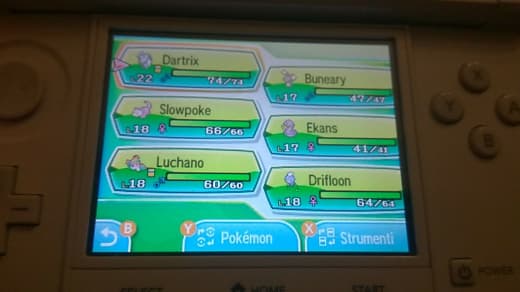 Dartrix
L.22 74/74
Buneary
L.17 47/47
Slowpoke
L.18 66/66
Ekans
L.17 41/41
Luchano
L.18 60/60
Drifloon
L.18 64/64
B Y Pokémon X Strumenti
X
Y
B
POWER
SELECT HOME START